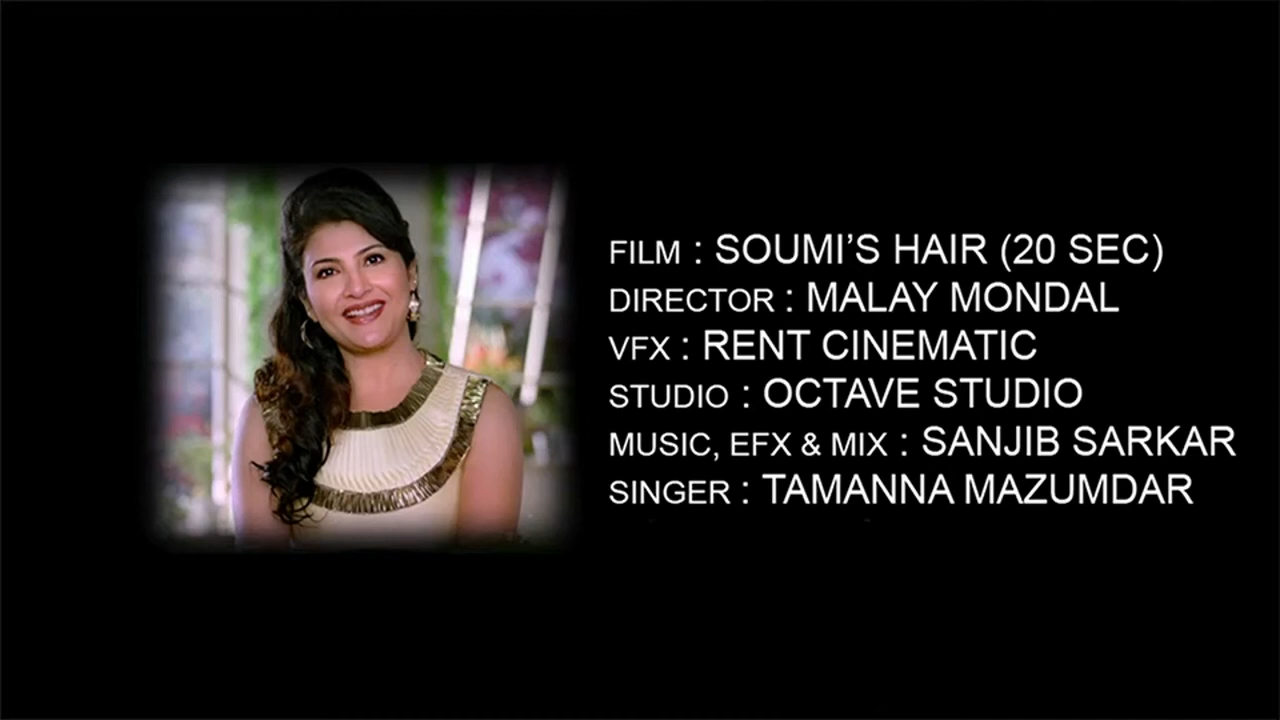 FILM : SOUMI'S HAIR (20 SEC)
DIRECTOR : MALAY MONDAL
VFX : RENT CINEMATIC
STUDIO : OCTAVE STUDIO
MUSIC, EFX & MIX : SANJIB SARKAR
SINGER : TAMANNA MAZUMDAR